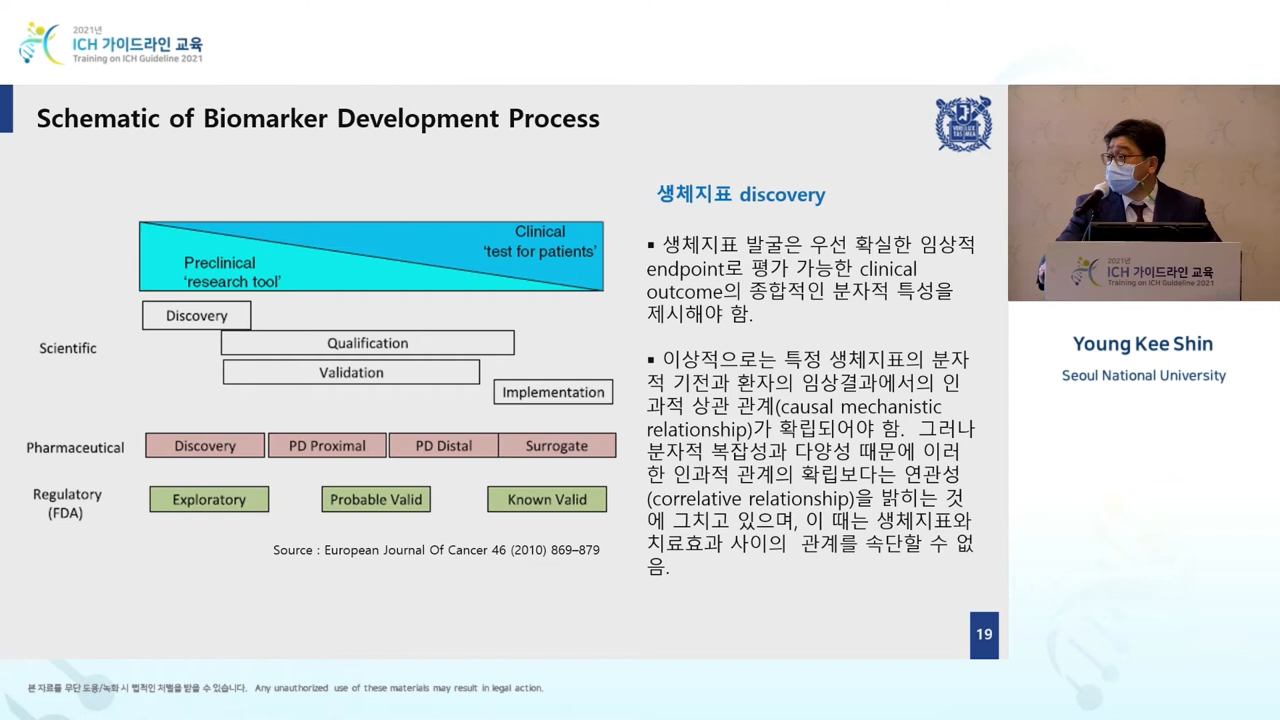 2021년
ICH 가이드라인 교육
Training on ICH Guideline 2021
Schematic of Biomarker Development Process
Clinical
‘test for patients’
Preclinical
‘research tool’
Discovery
Scientific
Qualification
Validation
Implementation
Pharmaceutical
Discovery
PD Proximal
PD Distal
Surrogate
Regulatory
(FDA)
Exploratory
Probable Valid
Known Valid
Source : European Journal Of Cancer 46 (2010) 869–879
생체지표 discovery
▪ 생체지표 발굴은 우선 확실한 임상적
endpoint로 평가 가능한 clinical
outcome의 종합적인 분자적 특성을
제시해야 함.
▪ 이상적으로는 특정 생체지표의 분자
적 기전과 환자의 임상결과에서의 인
과적 상관 관계(causal mechanistic
relationship)가 확립되어야 함. 그러나
분자적 복잡성과 다양성 때문에 이러
한 인과적 관계의 확립보다는 연관성
(correlative relationship)을 밝히는 것
에 그치고 있으며, 이 때는 생체지표와
치료효과 사이의 관계를 속단할 수 없
음.
19
2021년
ICH 가이드라인 교육
Training on ICH Guideline 2021
Young Kee Shin
Seoul National University
본 자료를 무단 도용/녹화 시 법적인 처벌을 받을 수 있습니다. Any unauthorized use of these materials may result in legal action.